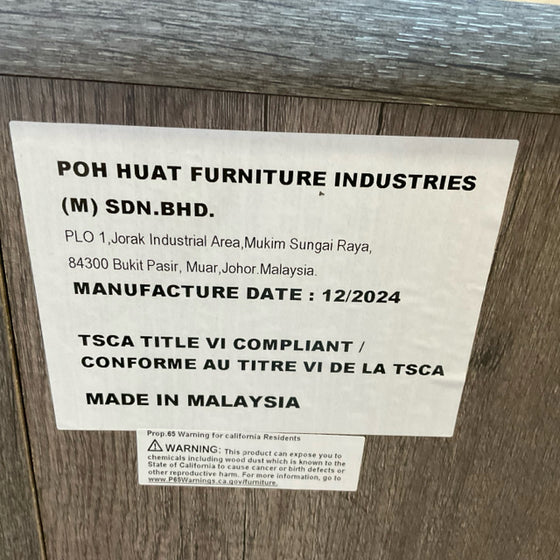 POH HUAT FURNITURE INDUSTRIES
(M) SDN.BHD.
PLO 1,Jorak Industrial Area,Mukim Sungai Raya,
84300 Bukit Pasir, Muar,Johor.Malaysia.
MANUFACTURE DATE : 12/2024
TSCA TITLE VI COMPLIANT /
CONFORME AU TITRE VI DE LA TSCA
MADE IN MALAYSIA
Prop.65 Warning for california Residents
⚠ WARNING: This product can expose you to
chemicals including wood dust which is known to the
State of California to cause cancer or birth defects or
other reproductive harm. For more information, go to
www.P65Warnings.ca.gov/furniture.